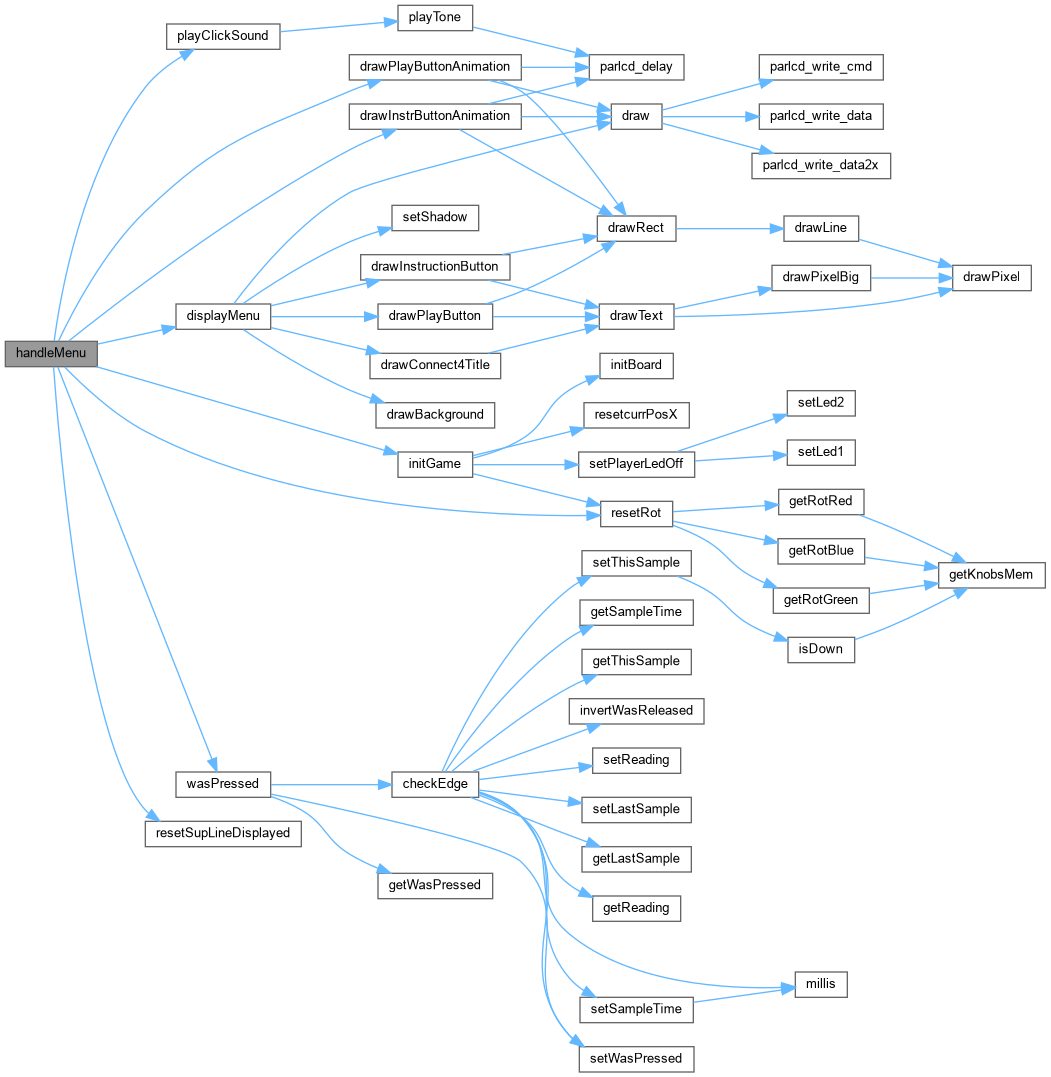 playTone
playClickSound
drawPlayButtonAnimation
parlcd_delay
parlcd_write_cmd
drawInstrButtonAnimation
draw
parlcd_write_data
parlcd_write_data2x
setShadow
drawRect
drawLine
drawInstructionButton
drawPixelBig
drawPixel
displayMenu
drawPlayButton
drawText
handleMenu
drawConnect4Title
initBoard
drawBackground
resetcurrPosX
setLed2
initGame
setPlayerLedOff
setLed1
resetRot
getRotRed
getRotBlue
setThisSample
getKnobsMem
getRotGreen
getSampleTime
isDown
getThisSample
invertWasReleased
setReading
wasPressed
checkEdge
setLastSample
resetSupLineDisplayed
getLastSample
getWasPressed
getReading
millis
setSampleTime
setWasPressed